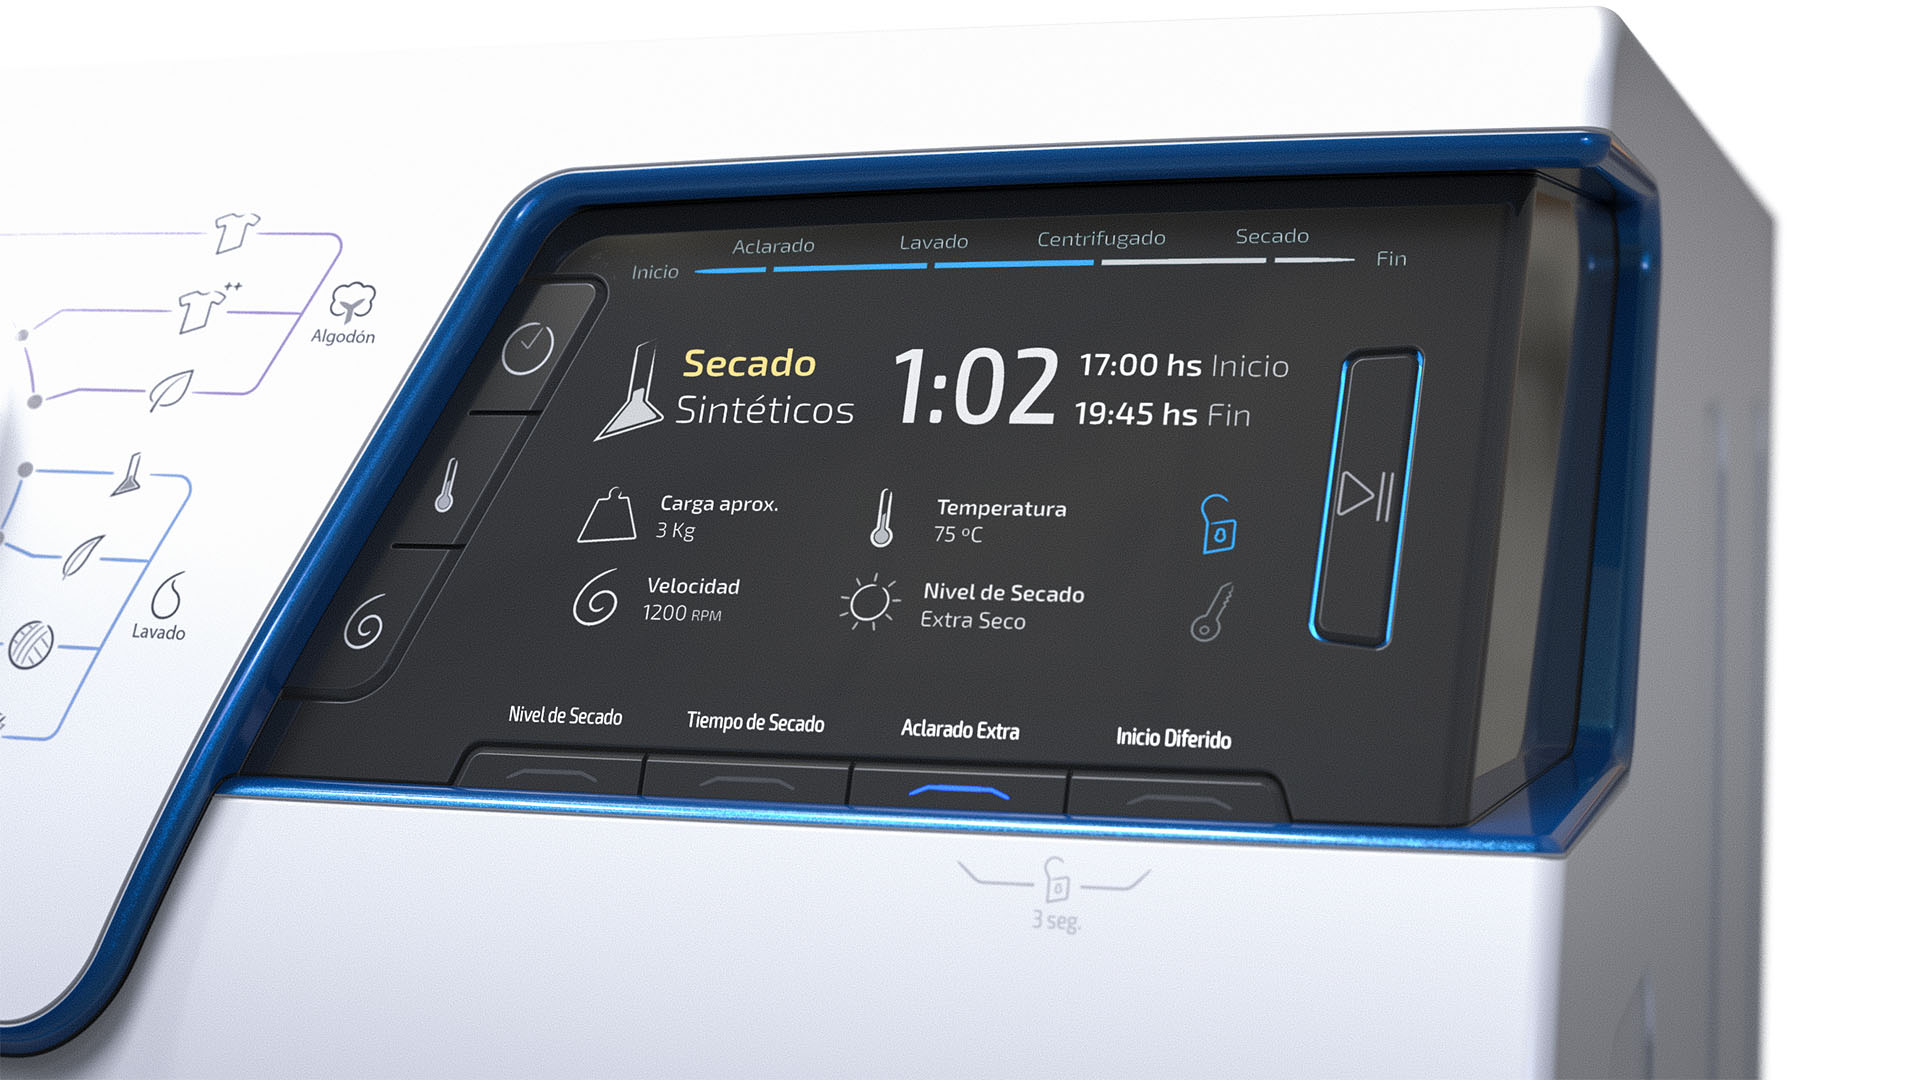 Algodón
Lavado
Inicio
Aclarado
Lavado
Centrifugado
Secado
Fin
Secado
Sintéticos
1:02
17:00 hs Inicio
19:45 hs Fin
Carga aprox.
3 Kg
Temperatura
75 ºC
Velocidad
1200 RPM
Nivel de Secado
Extra Seco
Nivel de Secado
Tiempo de Secado
Aclarado Extra
Inicio Diferido
3 seg.